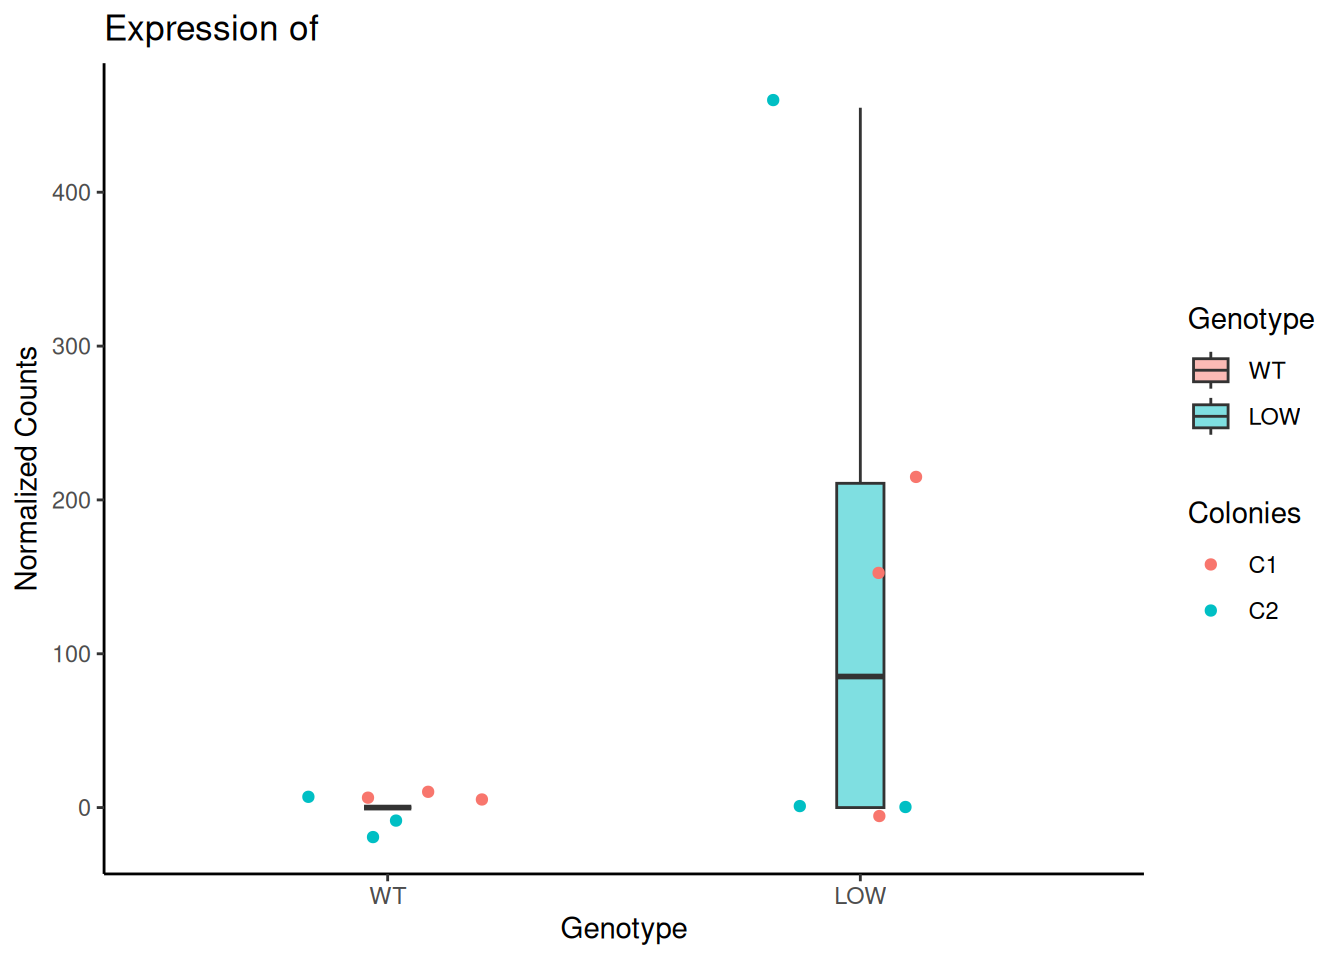 Expression of
Normalized Counts
400
300
200
100
0
WT
LOW
Genotype
Genotype
WT
LOW
Colonies
C1
C2